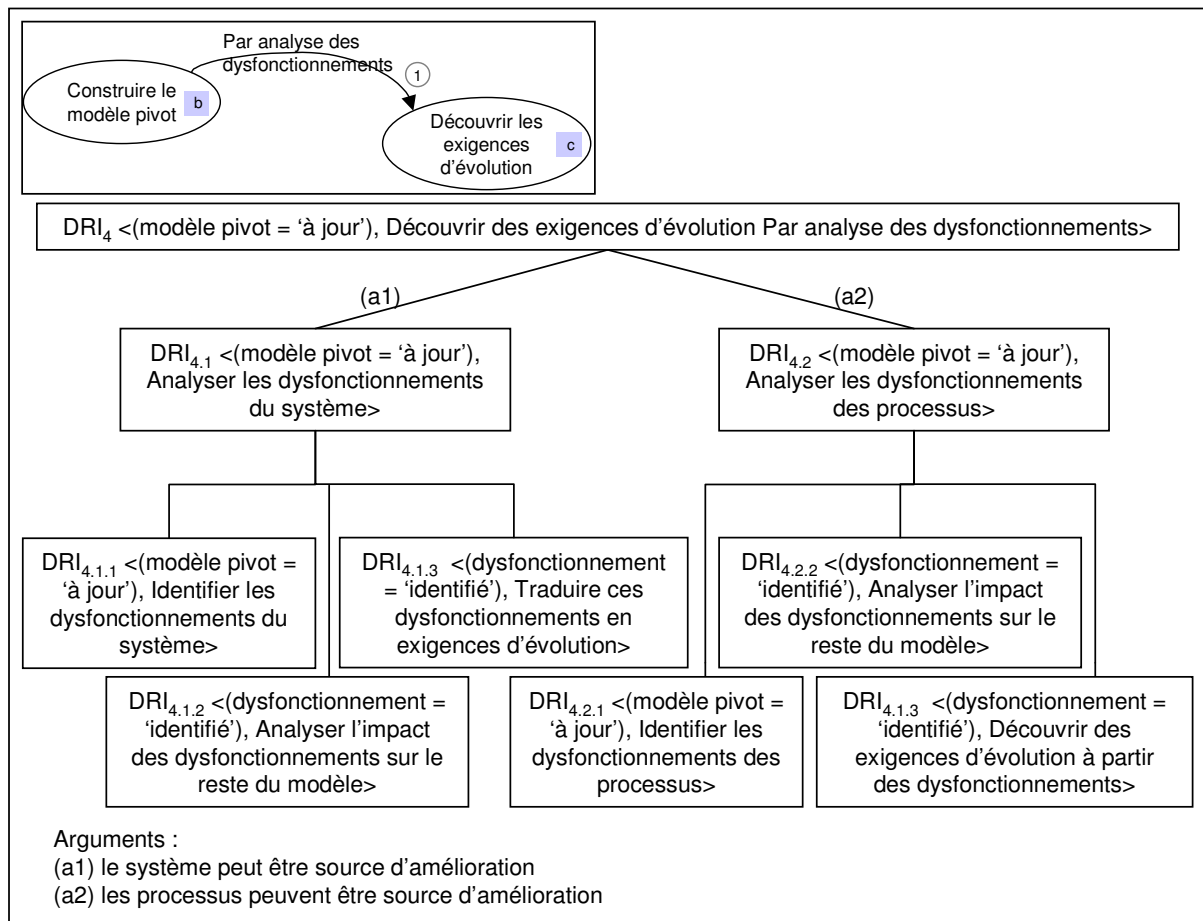 Par analyse des
dysfonctionnements
1
Construire le
modèle pivot
b
Découvrir les
exigences
d'évolution
c
DRI4 <(modèle pivot = ‘à jour’), Découvrir des exigences d’évolution Par analyse des dysfonctionnements>
(a1)
(a2)
DRI4.1 <(modèle pivot = ‘à jour’),
Analyser les dysfonctionnements
du système>
DRI4.2 <(modèle pivot = ‘à jour’),
Analyser les dysfonctionnements
des processus>
DRI4.1.1 <(modèle pivot =
‘à jour’), Identifier les
dysfonctionnements du
système>
DRI4.1.3 <(dysfonctionnement
= ‘identifié’), Traduire ces
dysfonctionnements en
exigences d’évolution>
DRI4.2.2 <(dysfonctionnement =
‘identifié’), Analyser l’impact
des dysfonctionnements sur le
reste du modèle>
DRI4.1.2 <(dysfonctionnement =
‘identifié’), Analyser l’impact
des dysfonctionnements sur le
reste du modèle>
DRI4.2.1 <(modèle pivot =
‘à jour’), Identifier les
dysfonctionnements des
processus>
DRI4.1.3 <(dysfonctionnement =
‘identifié’), Découvrir des
exigences d’évolution à partir
des dysfonctionnements>
Arguments :
(a1) le système peut être source d’amélioration
(a2) les processus peuvent être source d’amélioration